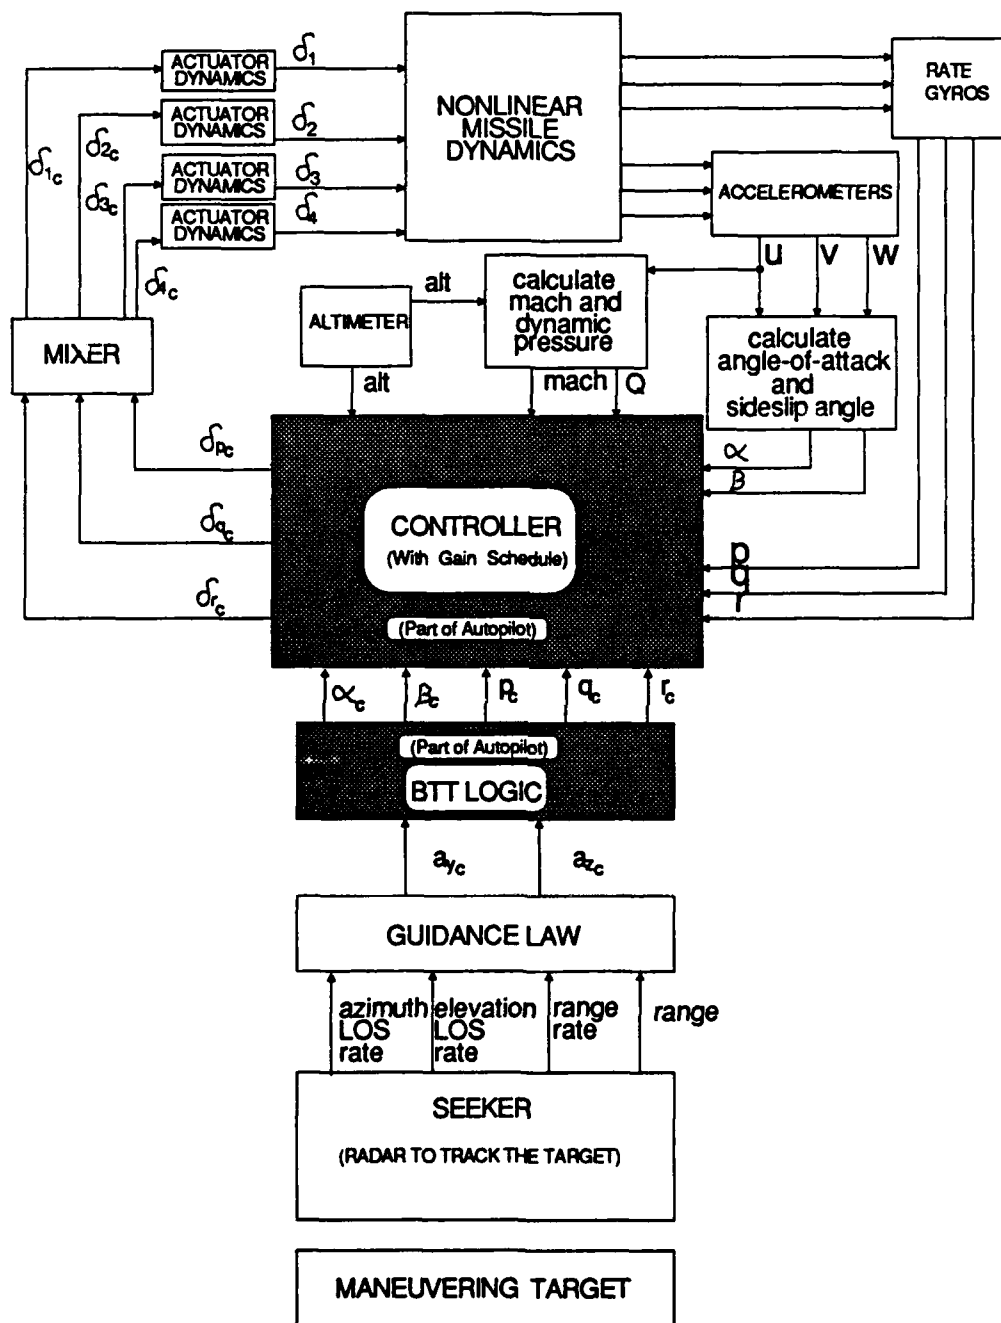 ACTUATOR
DYNAMICS
δ1
NONLINEAR
MISSILE
DYNAMICS
RATE
GYROS
ACTUATOR
DYNAMICS
δ2
δ1c
δ2c
ACTUATOR
DYNAMICS
δ3
δ3c
ACTUATOR
DYNAMICS
δ4
δ4c
ACCELEROMETERS
U V W
alt
calculate
mach and
dynamic
pressure
ALTIMETER
MIXER
calculate
angle-of-attack
and
sideslip angle
alt
mach Q
δpc
α
β
CONTROLLER
(With Gain Schedule)
δqc
p
q
r
δrc
(Part of Autopilot)
αc βc pc qc rc
(Part of Autopilot)
BTT LOGIC
ayc azc
GUIDANCE LAW
azimuth elevation range range
LOS LOS rate
rate rate
SEEKER
(RADAR TO TRACK THE TARGET)
MANEUVERING TARGET